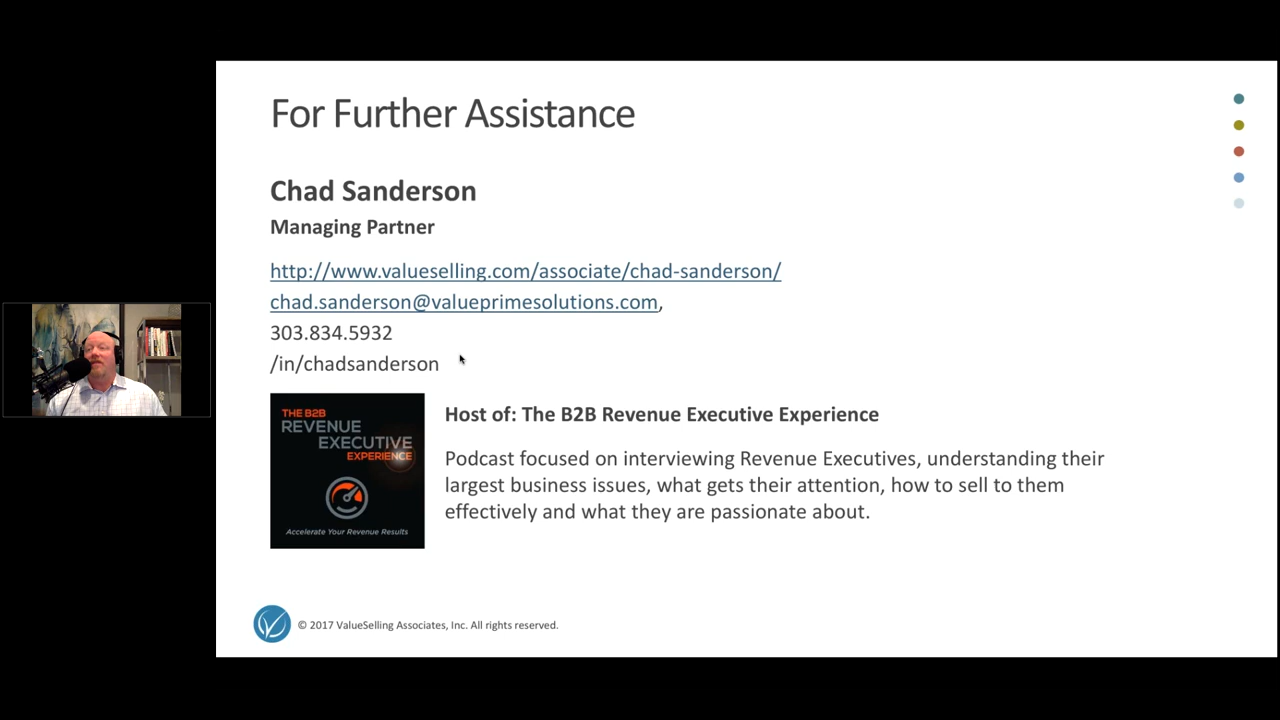 For Further Assistance
Chad Sanderson
Managing Partner
http://www.valueselling.com/associate/chad-sanderson/
chad.sanderson@valueprimesolutions.com,
303.834.5932
/in/chadsanderson
THE B2B
REVENUE
EXECUTIVE
EXPERIENCE
Accelerate Your Revenue Results
Host of: The B2B Revenue Executive Experience
Podcast focused on interviewing Revenue Executives, understanding their
largest business issues, what gets their attention, how to sell to them
effectively and what they are passionate about.
© 2017 ValueSelling Associates, Inc. All rights reserved.